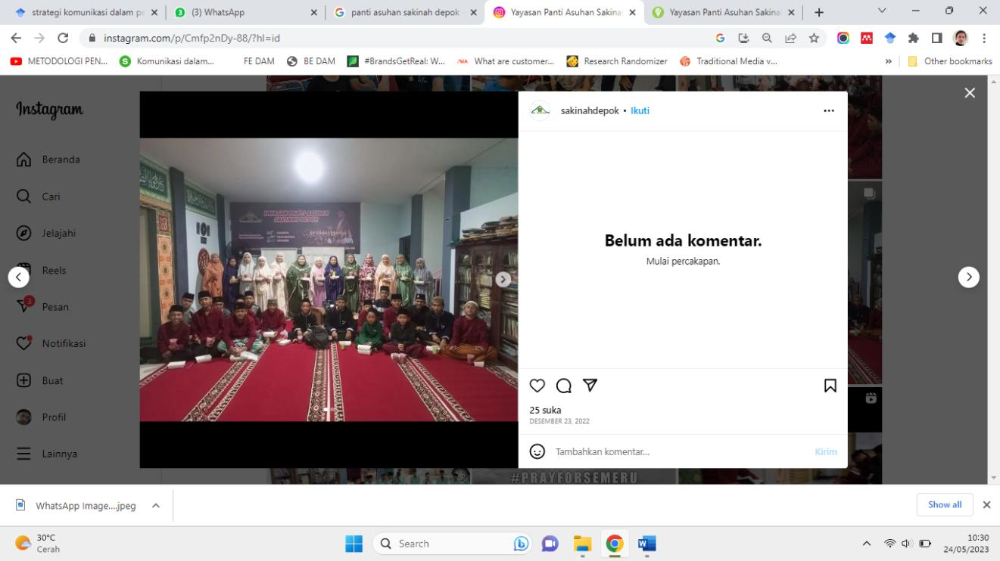 strategi komunikasi dalam pe
(3) WhatsApp
panti asuhan sakinah depok -
Yayasan Panti Asuhan Sakina
Yayasan Panti Asuhan Sakina
instagram.com/p/Cmfp2nDy-88/?hl=id
METODOLOGI PEN...
Komunikasi dalam...
FE DAM
BE DAM
#BrandsGetReal: W...
What are customer...
Research Randomizer
Traditional Media v...
»
Other bookmarks
Instagram
Beranda
Cari
Jelajahi
Reels
3
Pesan
Notifikasi
Buat
Profil
Lainnya
YAYASAN PANTI ASUHAN
SAKINAH DEPOK
sakinahdepok • Ikuti
Belum ada komentar.
Mulai percakapan.
25 suka
DESEMBER 23, 2022
Tambahkan komentar...
Kirim
#PRAYFORSEMERU
WhatsApp Image....jpeg
Show all
30°C
Cerah
Search
10:30
24/05/2023